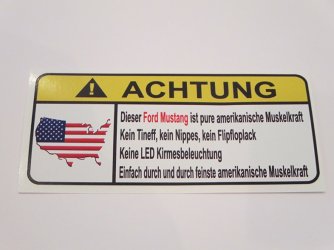 ACHTUNG
Dieser Ford Mustang ist pure amerikanische Muskelkraft
Kein Tineff, kein Nippes, kein Flipfloplack
Keine LED Kirmesbeleuchtung
Einfach durch und durch feinste amerikanische Muskelkraft